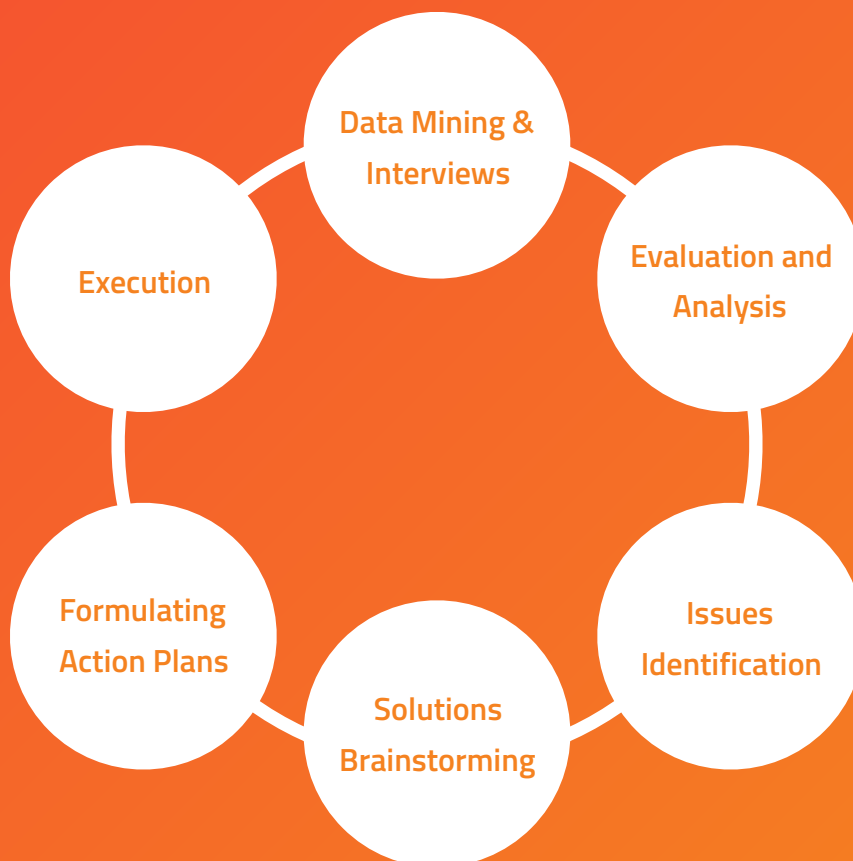 Data Mining &
Interviews
Evaluation and
Analysis
Issues
Identification
Solutions
Brainstorming
Formulating
Action Plans
Execution